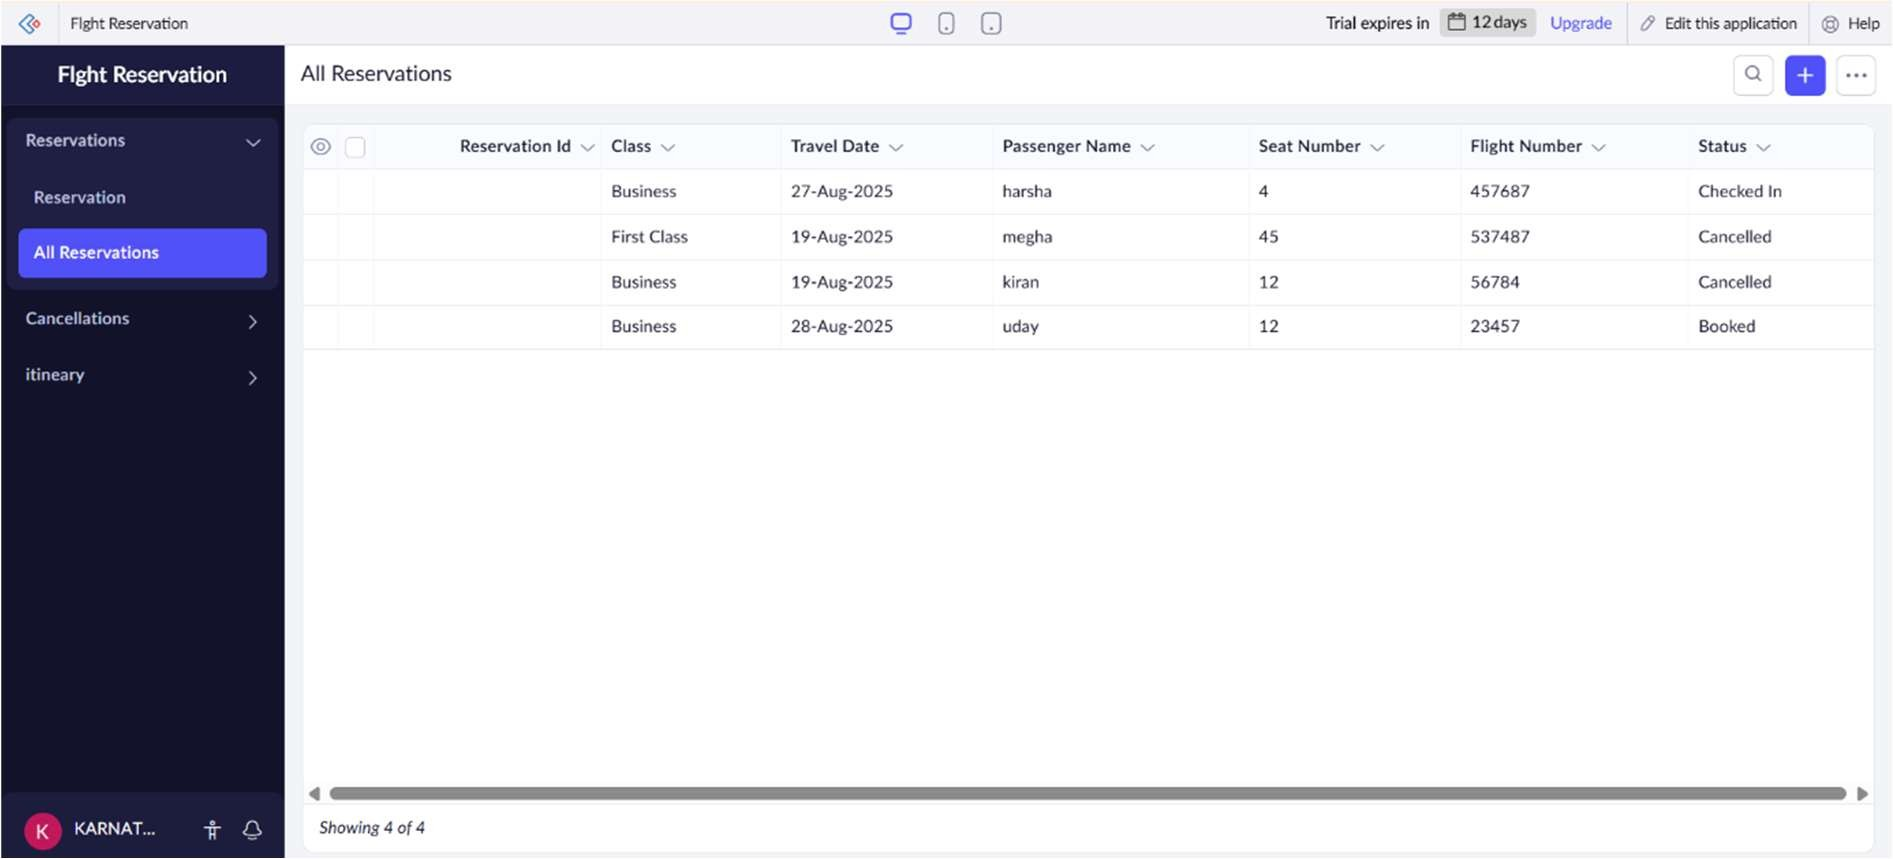 Flght Reservation
Trial expires in 12 days Upgrade Edit this application Help
Flght Reservation
All Reservations
Reservations
Reservation
All Reservations
Cancellations
itineary
Reservation Id Class Travel Date Passenger Name Seat Number Flight Number Status
Business 27-Aug-2025 harsha 4 457687 Checked In
First Class 19-Aug-2025 megha 45 537487 Cancelled
Business 19-Aug-2025 kiran 12 56784 Cancelled
Business 28-Aug-2025 uday 12 23457 Booked
K KARNAT...
Showing 4 of 4